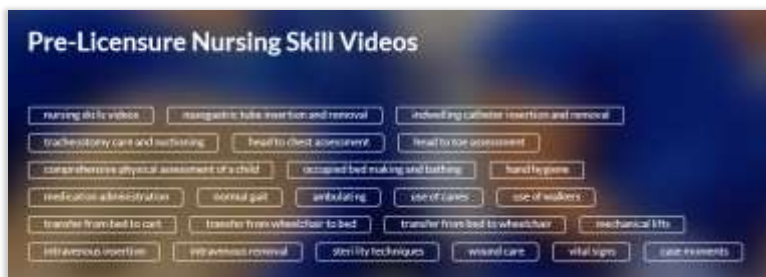 Pre-Licensure Nursing Skill Videos
nursing skills videos nasogastric tube insertion and removal indwelling catheter insertion and removal
tracheostomy care and suctioning head to chest assessment head to toe assessment
comprehensive physical assessment of a child occupied bed making and bathing hand hygiene
medication administration normal gait ambulating use of canes use of walkers
transfer from bed to cart transfer from wheelchair to bed transfer from bed to wheelchair mechanical lifts
intravenous insertion intravenous removal sterility techniques wound care vital signs case moments